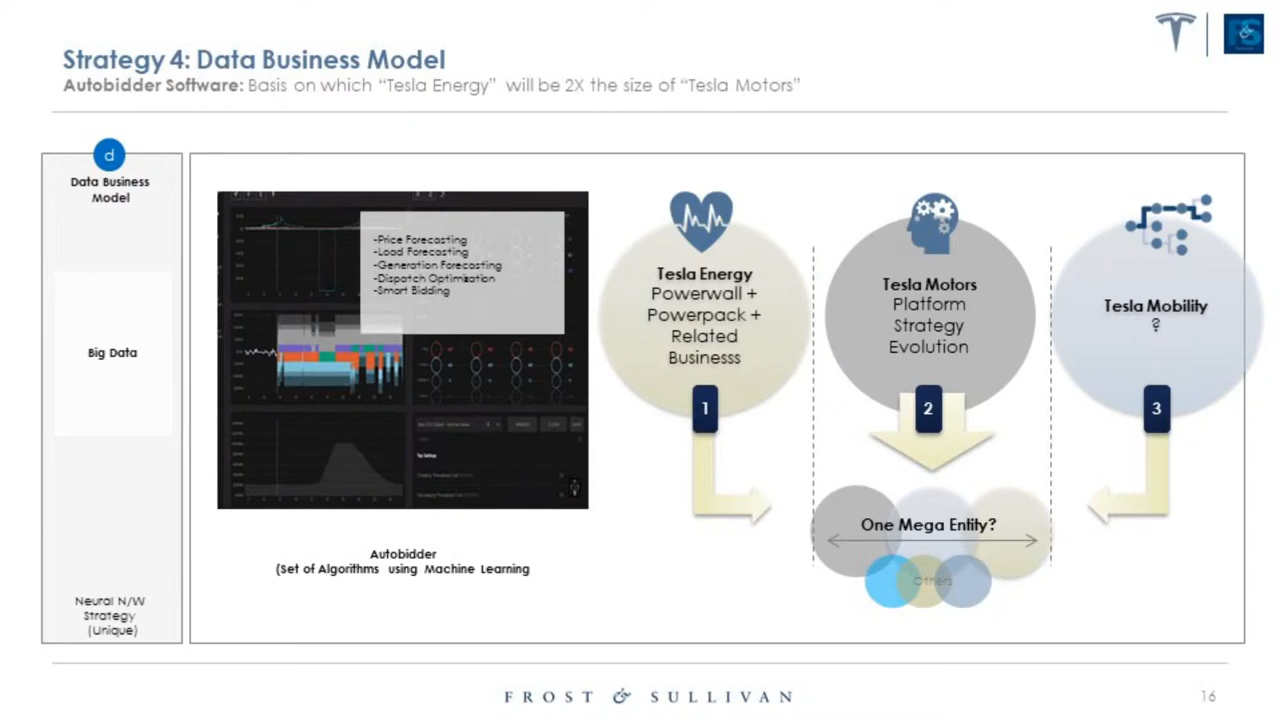 Strategy 4: Data Business Model
Autobidder Software: Basis on which “Tesla Energy” will be 2X the size of “Tesla Motors”
d
Data Business
Model
Big Data
Neural N/W
Strategy
(Unique)
-Price Forecasting
-Load Forecasting
-Generation Forecasting
-Dispatch Optimization
-Smart Bidding
Autobidder
(Set of Algorithms using Machine Learning
Tesla Energy
Powerwall +
Powerpack +
Related
Businesss
1
Tesla Motors
Platform
Strategy
Evolution
2
Tesla Mobility
?
3
One Mega Entity?
Others
FROST & SULLIVAN
16